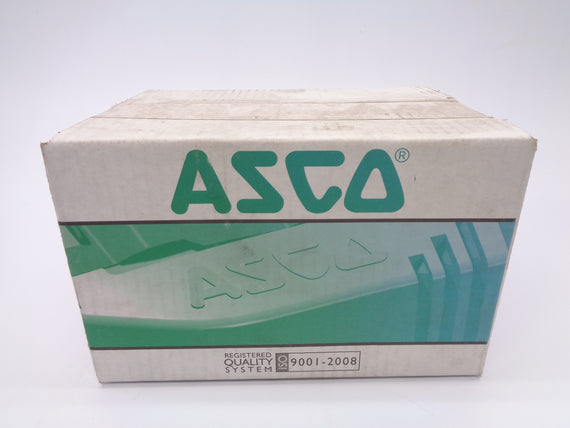 ASCO®
ASCO
REGISTERED
QUALITY
SYSTEM
ISO 9001-2008